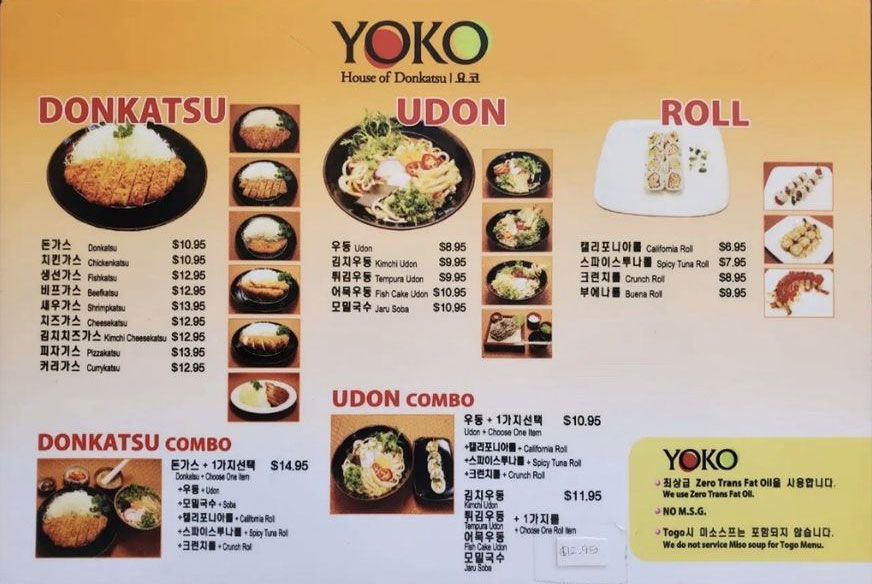 YOKO
House of Donkatsu | 요코
DONKATSU
돈가스 Donkatsu $10.95
치킨가스 Chickenkatsu $10.95
생선가스 Fishkatsu $12.95
비프가스 Beefkatsu $12.95
새우가스 Shrimpkatsu $13.95
치즈가스 Cheesekatsu $12.95
김치치즈가스 Kimchi Cheesekatsu $12.95
피자가스 Pizzakatsu $13.95
커리가스 Currykatsu $12.95
UDON
우동 Udon $8.95
김치우동 Kimchi Udon $9.95
튀김우동 Tempura Udon $9.95
어묵우동 Fish Cake Udon $10.95
모밀국수 Jaru Soba $10.95
ROLL
캘리포니아롤 California Roll $6.95
스파이스투나롤 Spicy Tuna Roll $7.95
크런치롤 Crunch Roll $8.95
부에나롤 Buena Roll $9.95
DONKATSU COMBO
돈가스 + 1가지선택 $14.95
Donkatsu + Choose One Item
+우동 + Udon
+모밀국수 + Soba
+캘리포니아롤 + California Roll
+스파이스투나롤 + Spicy Tuna Roll
+크런치롤 + Crunch Roll
UDON COMBO
우동 + 1가지선택 $10.95
Udon + Choose One Item
+캘리포니아롤 + California Roll
+스파이스투나롤 + Spicy Tuna Roll
+크런치롤 + Crunch Roll
김치우동 $11.95
Kimchi Udon
튀김우동 + 1가지롤
Tempura Udon + Choose One Roll Item
어묵우동
Fish Cake Udon
모밀국수
Jaru Soba
$12.95
YOKO
최상급 Zero Trans Fat Oil을 사용합니다.
We use Zero Trans Fat Oil.
NO M.S.G.
Togo시 미소스프는 포함되지 않습니다.
We do not service Miso soup for Togo Menu.